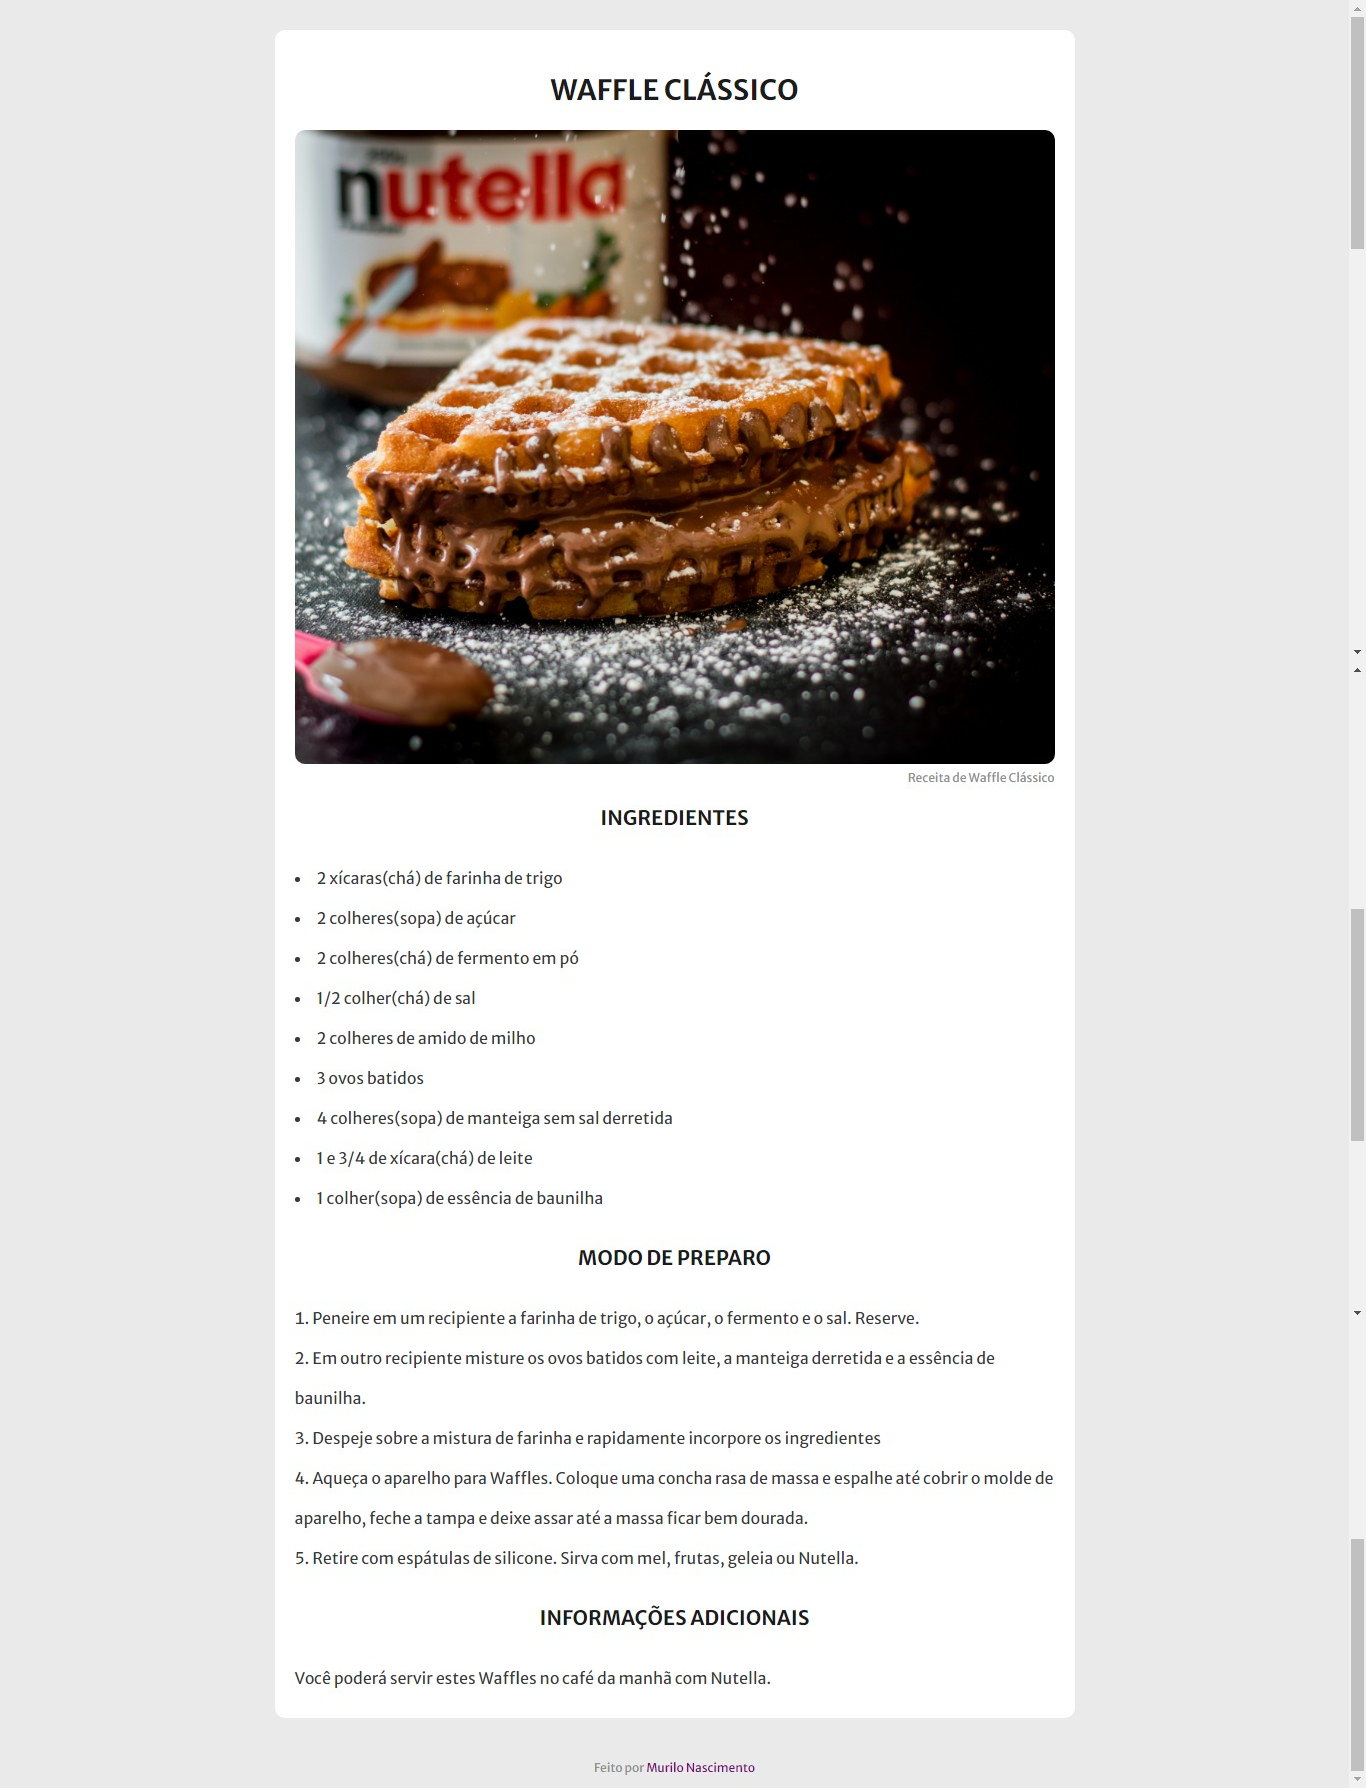 WAFFLE CLÁSSICO
nutella
Receita de Waffle Clássico
INGREDIENTES
• 2 xícaras(chá) de farinha de trigo
• 2 colheres(sopa) de açúcar
• 2 colheres(chá) de fermento em pó
• 1/2 colher(chá) de sal
• 2 colheres de amido de milho
• 3 ovos batidos
• 4 colheres(sopa) de manteiga sem sal derretida
• 1 e 3/4 de xícara(chá) de leite
• 1 colher(sopa) de essência de baunilha
MODO DE PREPARO
1. Peneire em um recipiente a farinha de trigo, o açúcar, o fermento e o sal. Reserve.
2. Em outro recipiente misture os ovos batidos com leite, a manteiga derretida e a essência de
baunilha.
3. Despeje sobre a mistura de farinha e rapidamente incorpore os ingredientes
4. Aqueça o aparelho para Waffles. Coloque uma concha rasa de massa e espalhe até cobrir o molde de
aparelho, feche a tampa e deixe assar até a massa ficar bem dourada.
5. Retire com espátulas de silicone. Sirva com mel, frutas, geleia ou Nutella.
INFORMAÇÕES ADICIONAIS
Você poderá servir estes Waffles no café da manhã com Nutella.
Feito por Murilo Nascimento